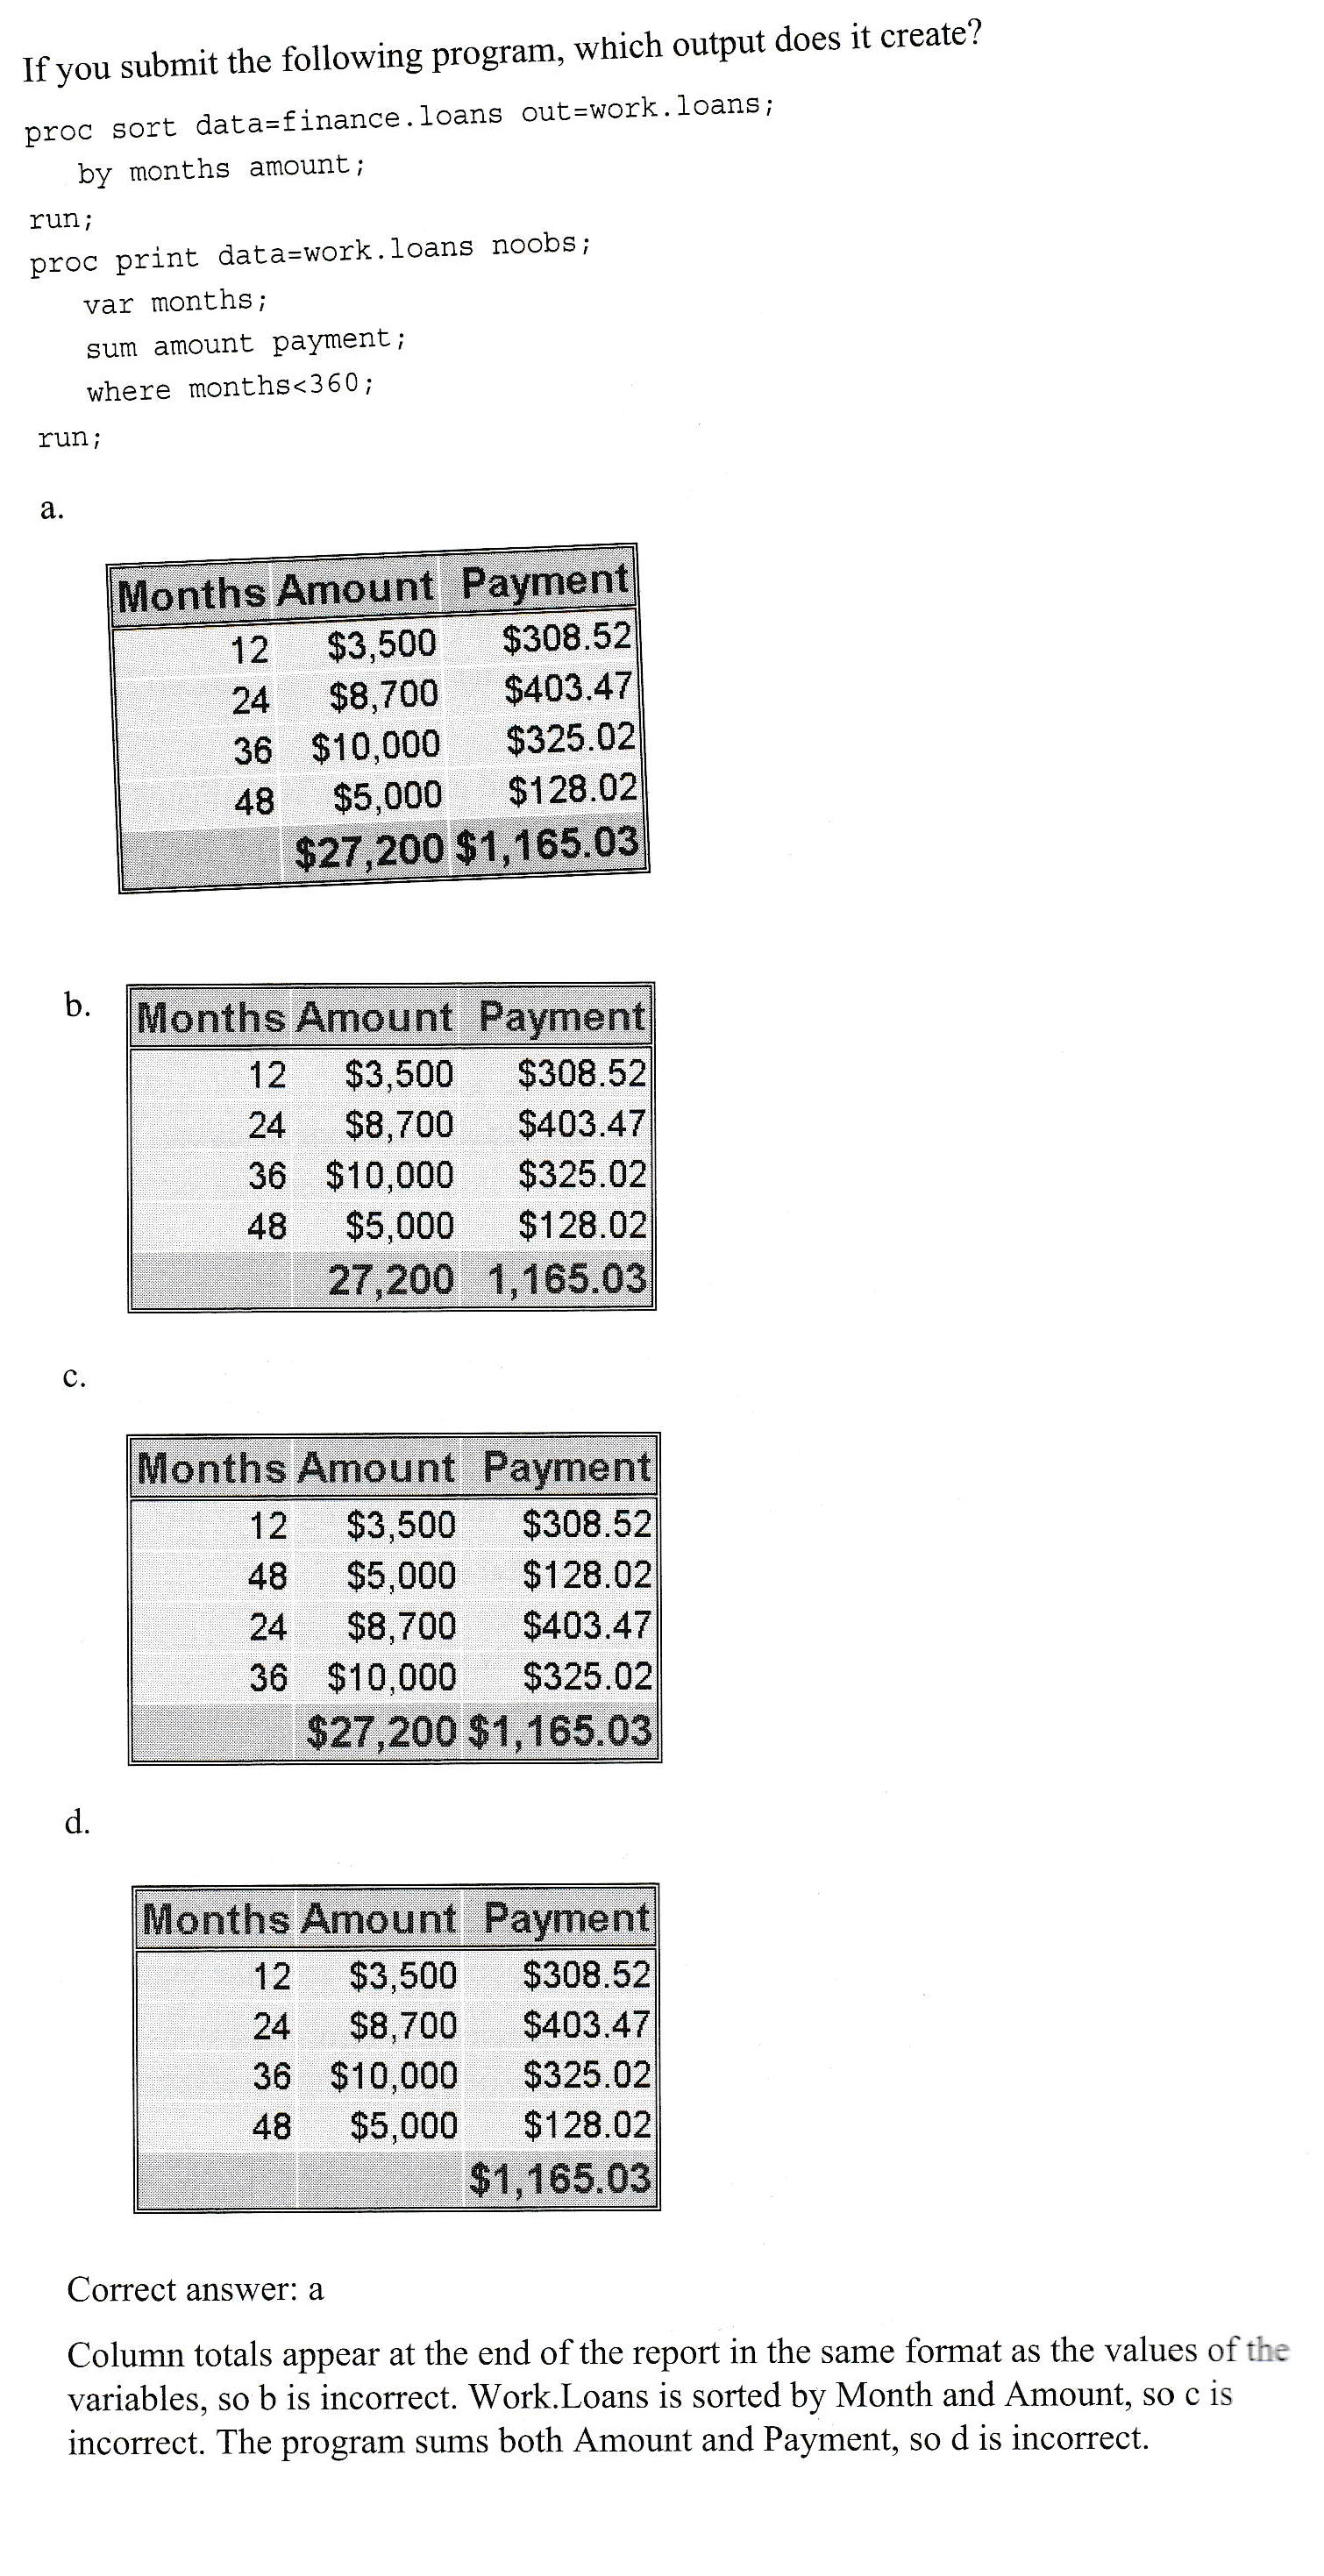 If you submit the following program, which output does it create?
proc sort data=finance.loans out=work.loans;
by months amount;
run;
proc print data=work.loans noobs;
var months;
sum amount payment;
where months<360;
run;
a.
Months Amount Payment
12 $3,500 $308.52
24 $8,700 $403.47
36 $10,000 $325.02
48 $5,000 $128.02
$27,200 $1,165.03
b.
Months Amount Payment
12 $3,500 $308.52
24 $8,700 $403.47
36 $10,000 $325.02
48 $5,000 $128.02
27,200 1,165.03
c.
Months Amount Payment
12 $3,500 $308.52
48 $5,000 $128.02
24 $8,700 $403.47
36 $10,000 $325.02
$27,200 $1,165.03
d.
Months Amount Payment
12 $3,500 $308.52
24 $8,700 $403.47
36 $10,000 $325.02
48 $5,000 $128.02
$1,165.03
Correct answer: a
Column totals appear at the end of the report in the same format as the values of the
variables, so b is incorrect. Work.Loans is sorted by Month and Amount, so c is
incorrect. The program sums both Amount and Payment, so d is incorrect.